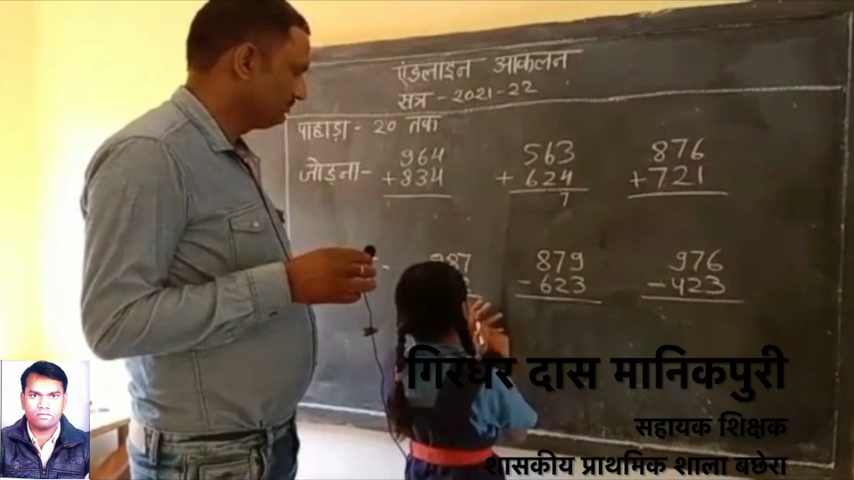 एंडलाइन आकलन
सत्र - 2021-22
पाहाड़ा - 20 तक
जोड़ना - 964 563 876
+834 +624 +721
7
- 987 879 976
-623 -423
गिरधर दास मानिकपुरी
सहायक शिक्षक
शासकीय प्राथमिक शाला बछेरा